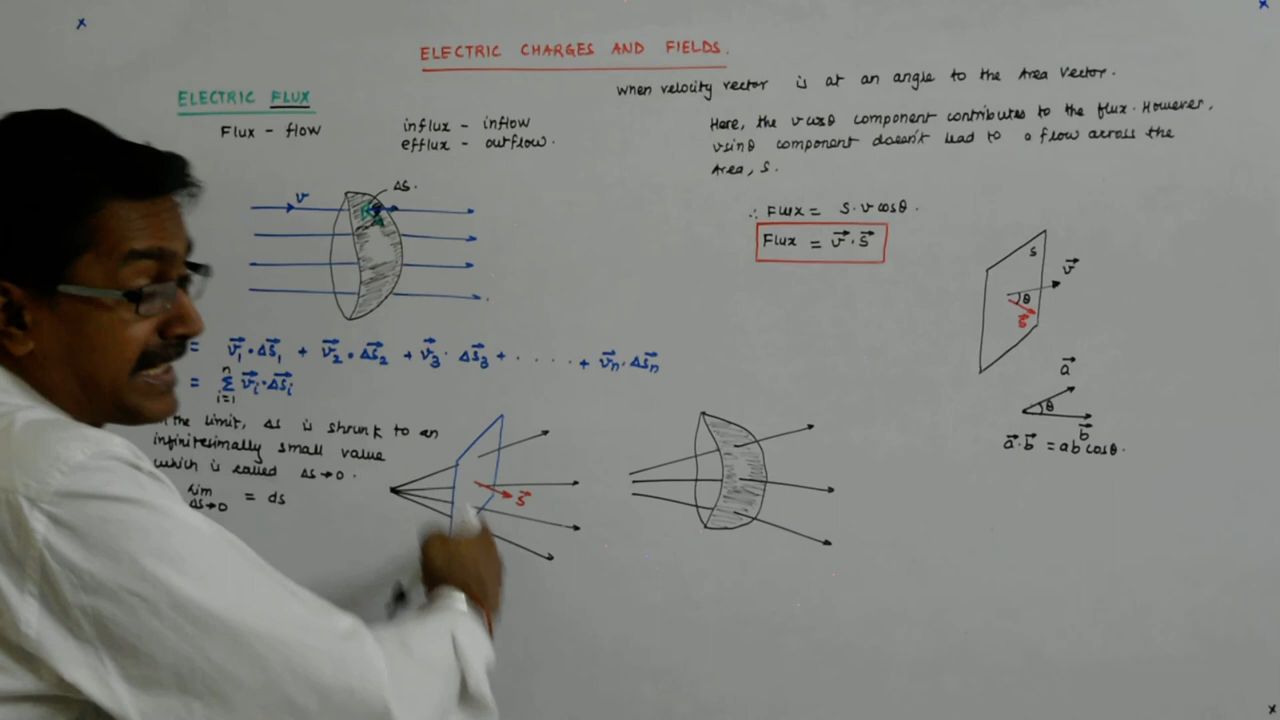 ELECTRIC CHARGES AND FIELDS.
ELECTRIC FLUX
Flux - flow
influx - inflow
efflux - outflow.
v
Δs.
= v⃗₁·Δs⃗₁ + v⃗₂·Δs⃗₂ + v⃗₃·Δs⃗₃ + ..... + v⃗ₙ·Δs⃗ₙ
= ⁿΣᵢ₌₁ v⃗ᵢ·Δs⃗ᵢ
the limit, Δs is shrunk to an
infinitesimally small value
which is called Δs→0.
lim Δs→0 = ds
s⃗
When velocity vector is at an angle to the Area Vector.
Here, the v cosθ component contributes to the flux. However,
vsinθ component doesn't lead to a flow across the
Area, S.
∴ Flux = S.v cosθ.
Flux = v⃗·s⃗
S
v⃗
θ
s⃗
a⃗
θ
b⃗
a⃗·b⃗ = ab cosθ.